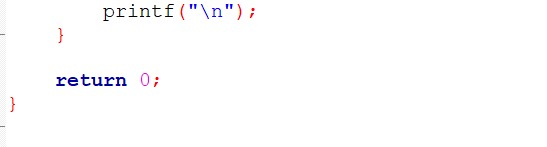 printf("\n");
}
return 0;
}